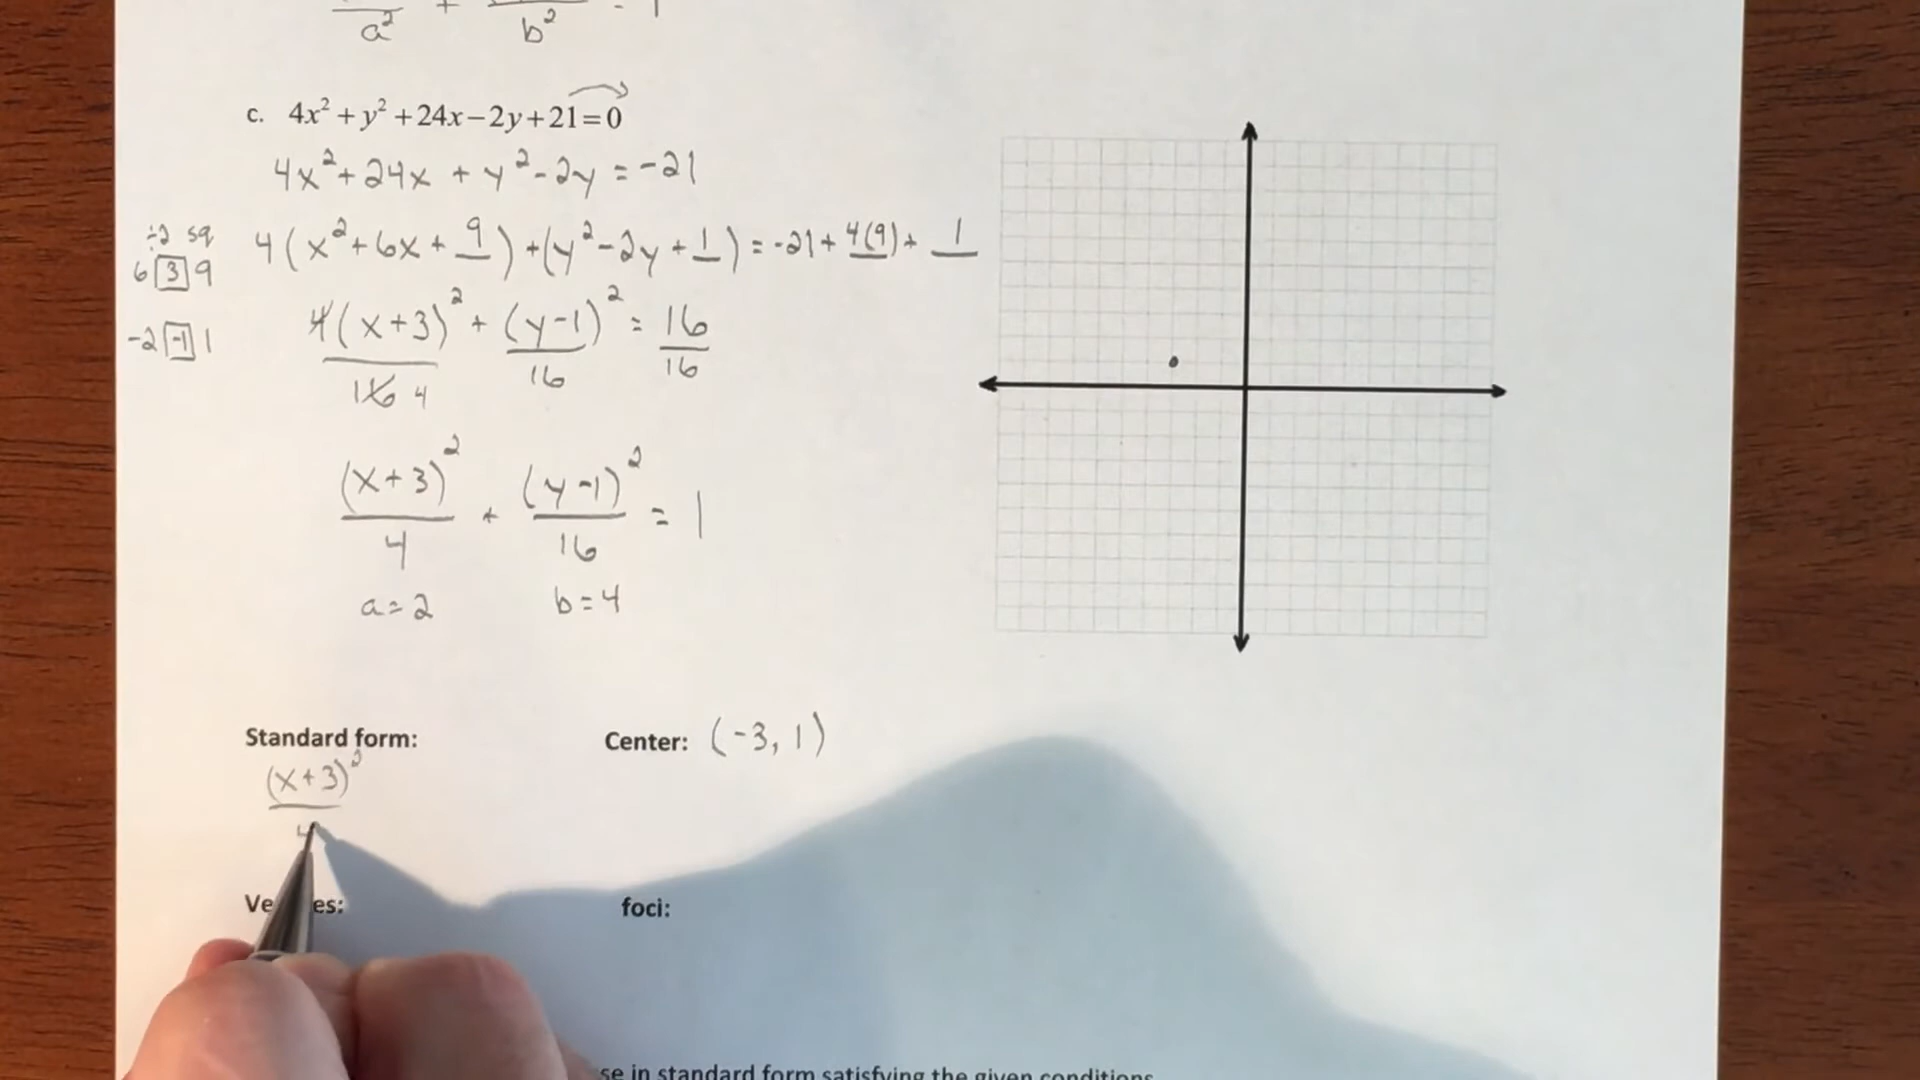 a² + b² = 1
c. 4x² + y² + 24x − 2y + 21 = 0
4x² + 24x + y² - 2y = -21
÷2 sq
4(x² + 6x + 9) + (y² - 2y + 1) = -21 + 4(9) + 1
6 3 9
4(x+3)² + (y-1)² = 16
-2 -1 1
16 4 16 16
(x+3)² + (y-1)² = 1
4 16
a = 2 b = 4
Standard form: Center: (-3, 1)
(x+3)²
4
foci:
se in standard form satisfying the given conditions